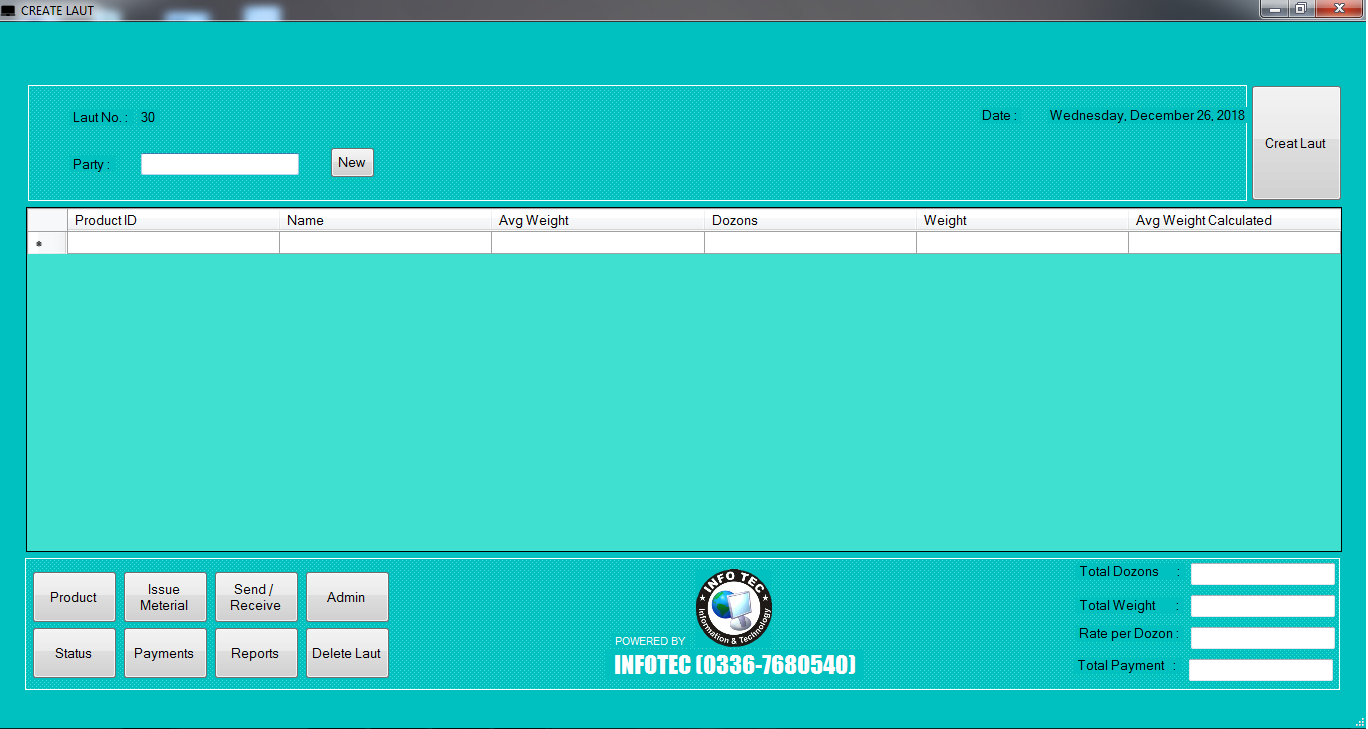 CREATE LAUT
Laut No. : 30
Date : Wednesday, December 26, 2018
Creat Laut
Party :
New
Product ID Name Avg Weight Dozons Weight Avg Weight Calculated
*
Product
Issue
Meterial
Send /
Receive
Admin
Status
Payments
Reports
Delete Laut
INFO TEC
Information & Technology
POWERED BY
INFOTEC (0336-7680540)
Total Dozons :
Total Weight :
Rate per Dozon :
Total Payment :